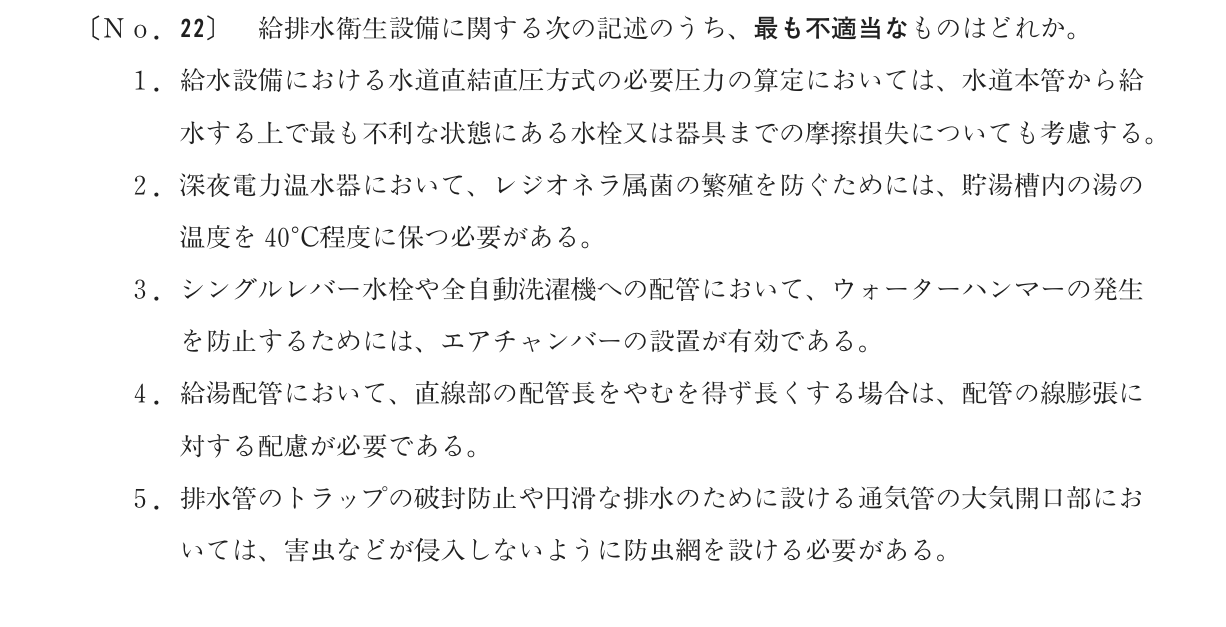 〔No. 22〕 給排水衛生設備に関する次の記述のうち、最も不適当なものはどれか。
1. 給水設備における水道直結直圧方式の必要圧力の算定においては、水道本管から給
水する上で最も不利な状態にある水栓又は器具までの摩擦損失についても考慮する。
2. 深夜電力温水器において、レジオネラ属菌の繁殖を防ぐためには、貯湯槽内の湯の
温度を 40℃程度に保つ必要がある。
3. シングルレバー水栓や全自動洗濯機への配管において、ウォーターハンマーの発生
を防止するためには、エアチャンバーの設置が有効である。
4. 給湯配管において、直線部の配管長をやむを得ず長くする場合は、配管の線膨張に
対する配慮が必要である。
5. 排水管のトラップの破封防止や円滑な排水のために設ける通気管の大気開口部にお
いては、害虫などが侵入しないように防虫網を設ける必要がある。